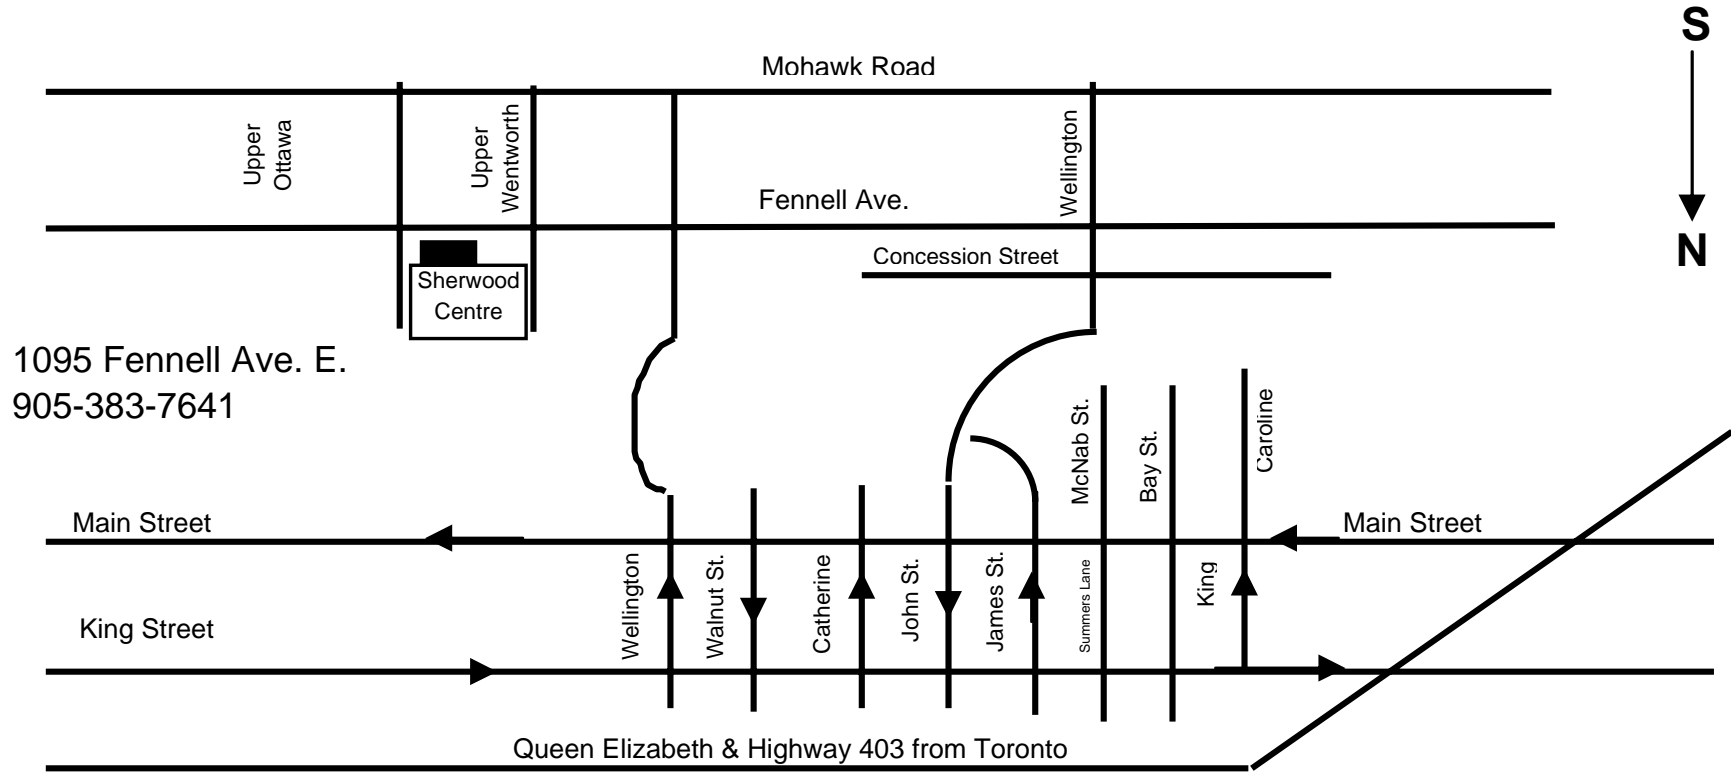 S
Mohawk Road
Upper
Ottawa
Upper
Wentworth
Wellington
Fennell Ave.
N
Concession Street
Sherwood
Centre
1095 Fennell Ave. E.
905-383-7641
McNab St.
Bay St.
Caroline
Main Street
Main Street
Wellington
Walnut St.
Catherine
John St.
James St.
Summers Lane
King
King Street
Queen Elizabeth & Highway 403 from Toronto